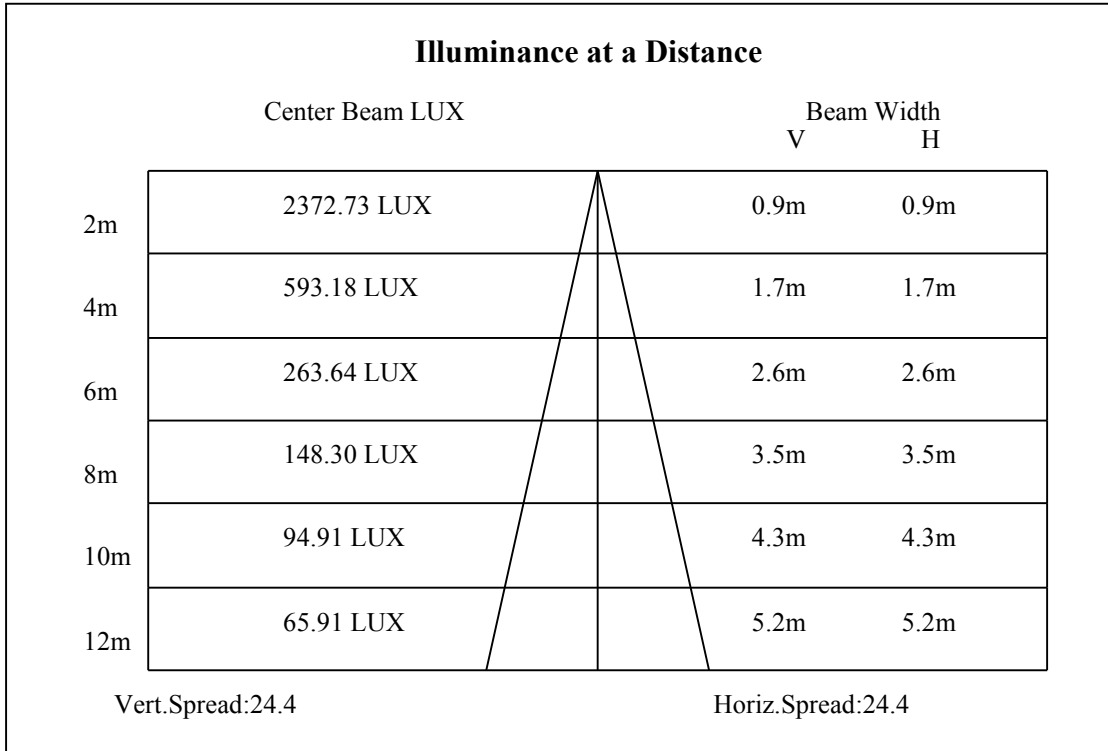 Illuminance at a Distance
Center Beam LUX Beam Width
V H
2m 2372.73 LUX 0.9m 0.9m
4m 593.18 LUX 1.7m 1.7m
6m 263.64 LUX 2.6m 2.6m
8m 148.30 LUX 3.5m 3.5m
10m 94.91 LUX 4.3m 4.3m
12m 65.91 LUX 5.2m 5.2m
Vert.Spread:24.4 Horiz.Spread:24.4